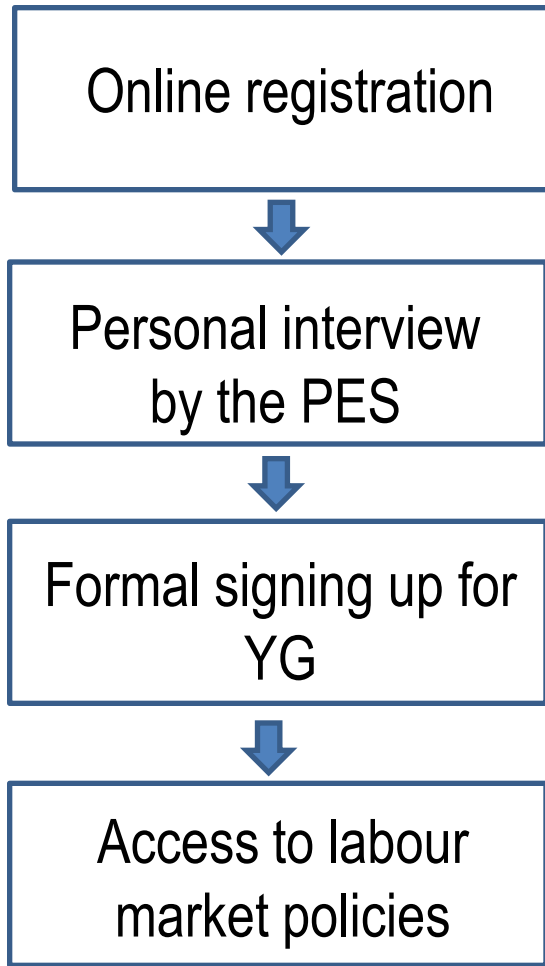 Online registration
Personal interview
by the PES
Formal signing up for
YG
Access to labour
market policies